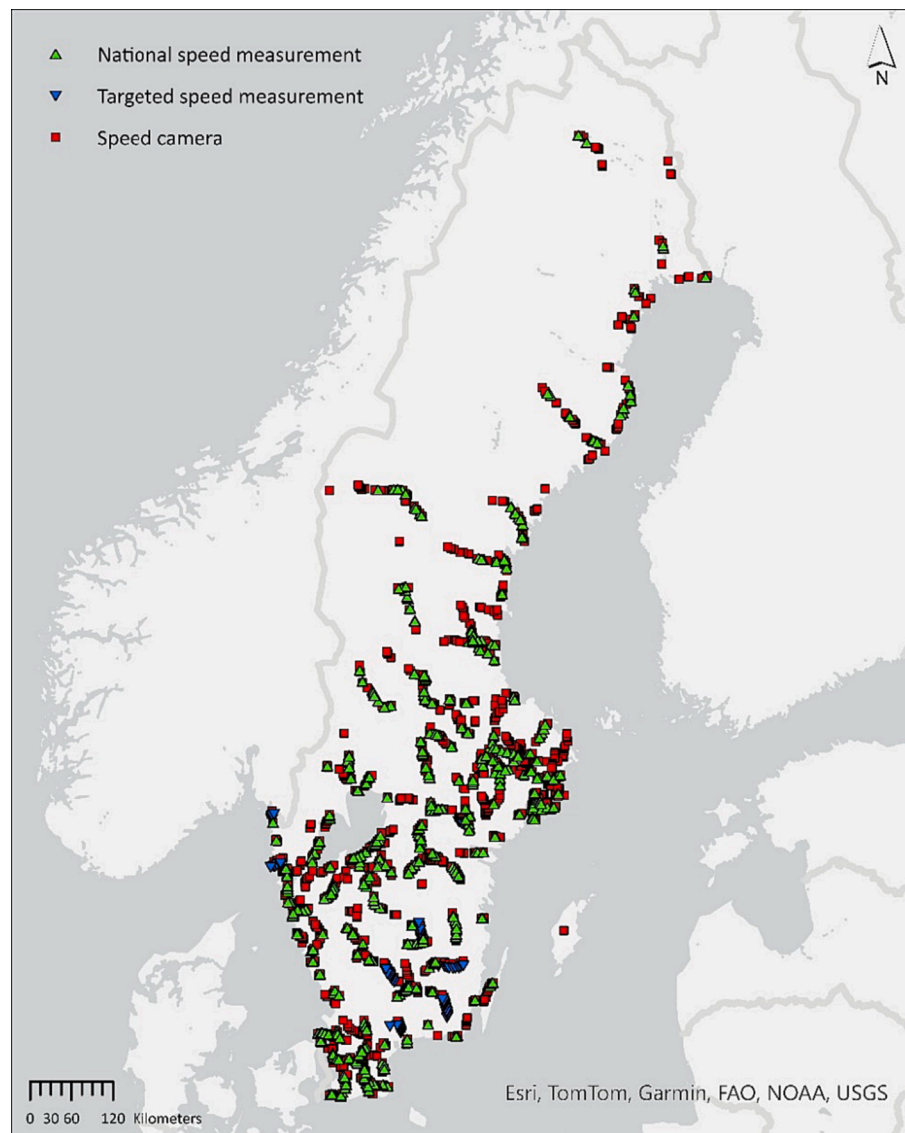 National speed measurement
Targeted speed measurement
Speed camera
N
Esri, TomTom, Garmin, FAO, NOAA, USGS
0 30 60 120 Kilometers